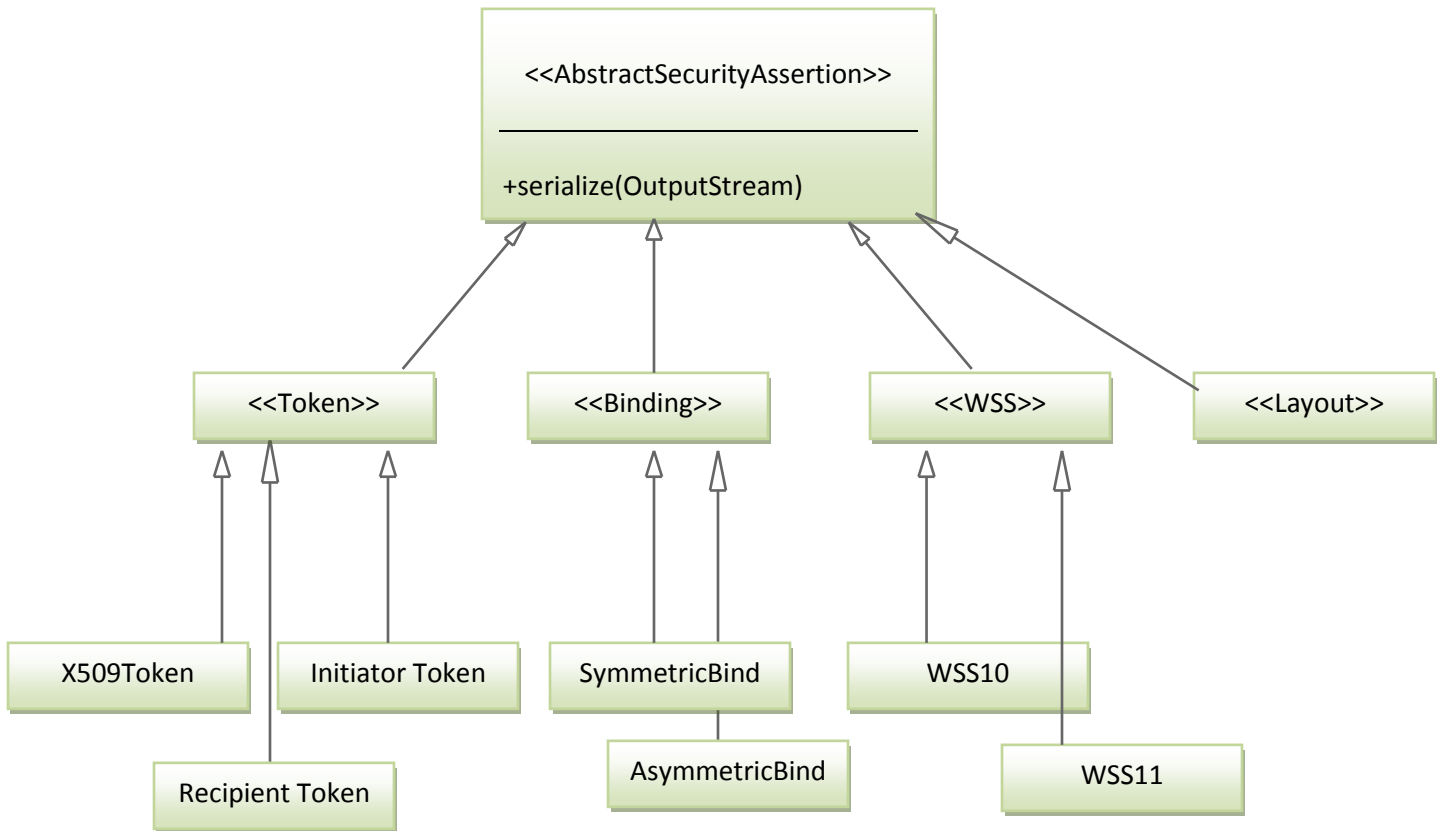 <<AbstractSecurityAssertion>>
+serialize(OutputStream)
<<Token>>
<<Binding>>
<<WSS>>
<<Layout>>
X509Token
Initiator Token
SymmetricBind
WSS10
Recipient Token
AsymmetricBind
WSS11